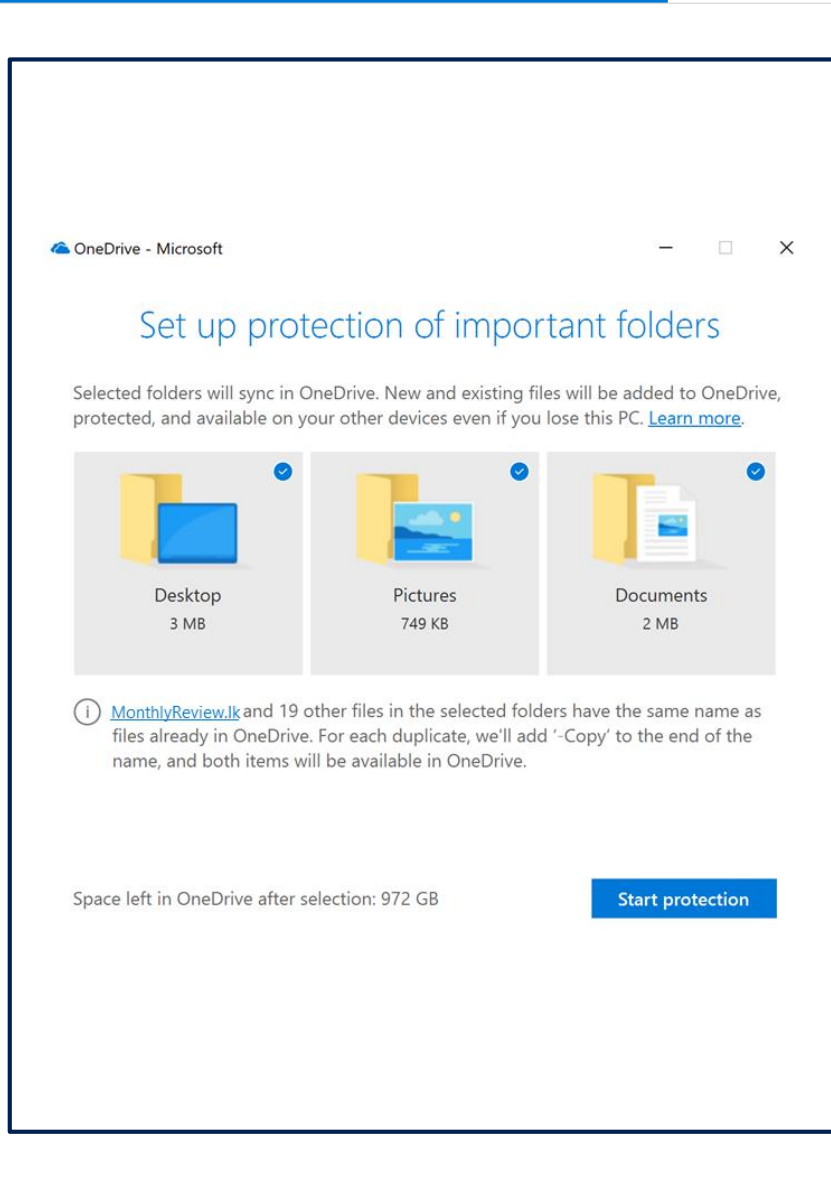 OneDrive - Microsoft
Set up protection of important folders
Selected folders will sync in OneDrive. New and existing files will be added to OneDrive,
protected, and available on your other devices even if you lose this PC. Learn more.
Desktop
3 MB
Pictures
749 KB
Documents
2 MB
MonthlyReview.lk and 19 other files in the selected folders have the same name as
files already in OneDrive. For each duplicate, we'll add '-Copy' to the end of the
name, and both items will be available in OneDrive.
Space left in OneDrive after selection: 972 GB
Start protection